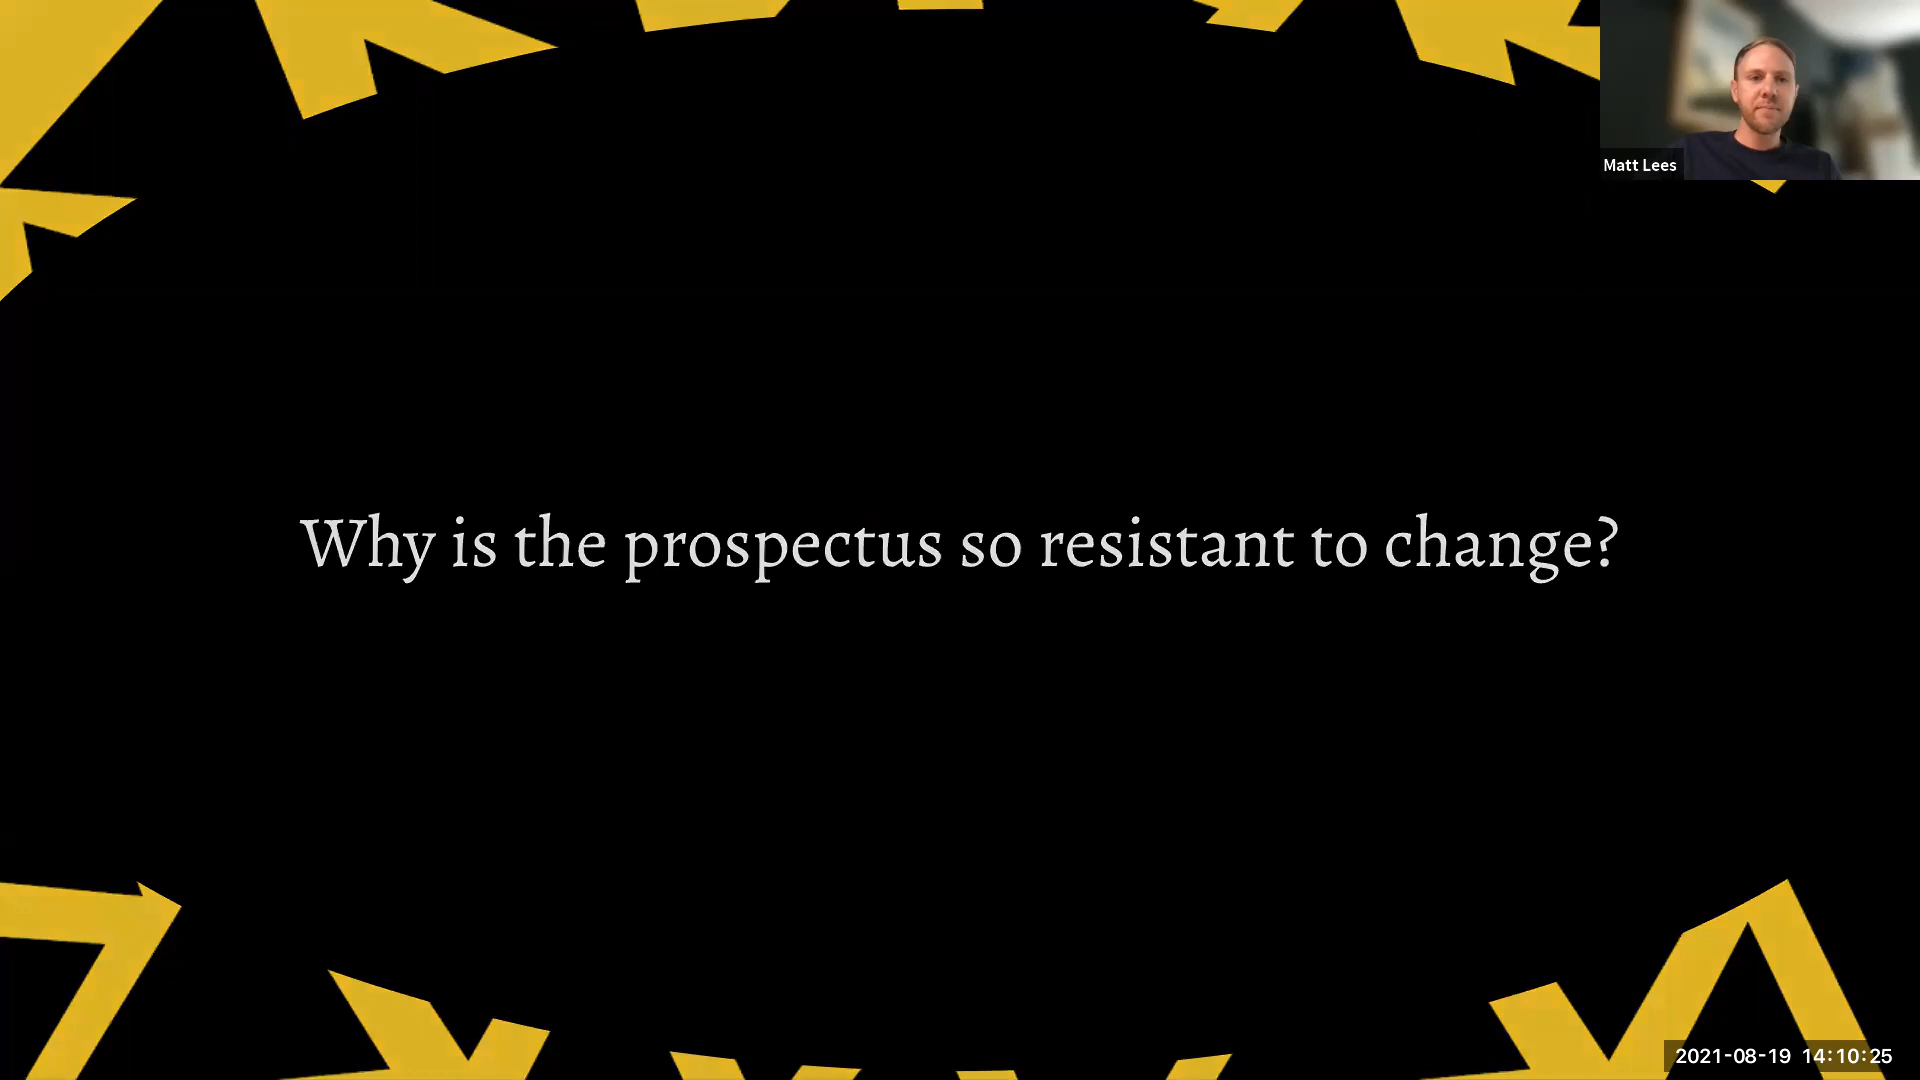 Matt Lees
Why is the prospectus so resistant to change?
2021-08-19 14:10:25